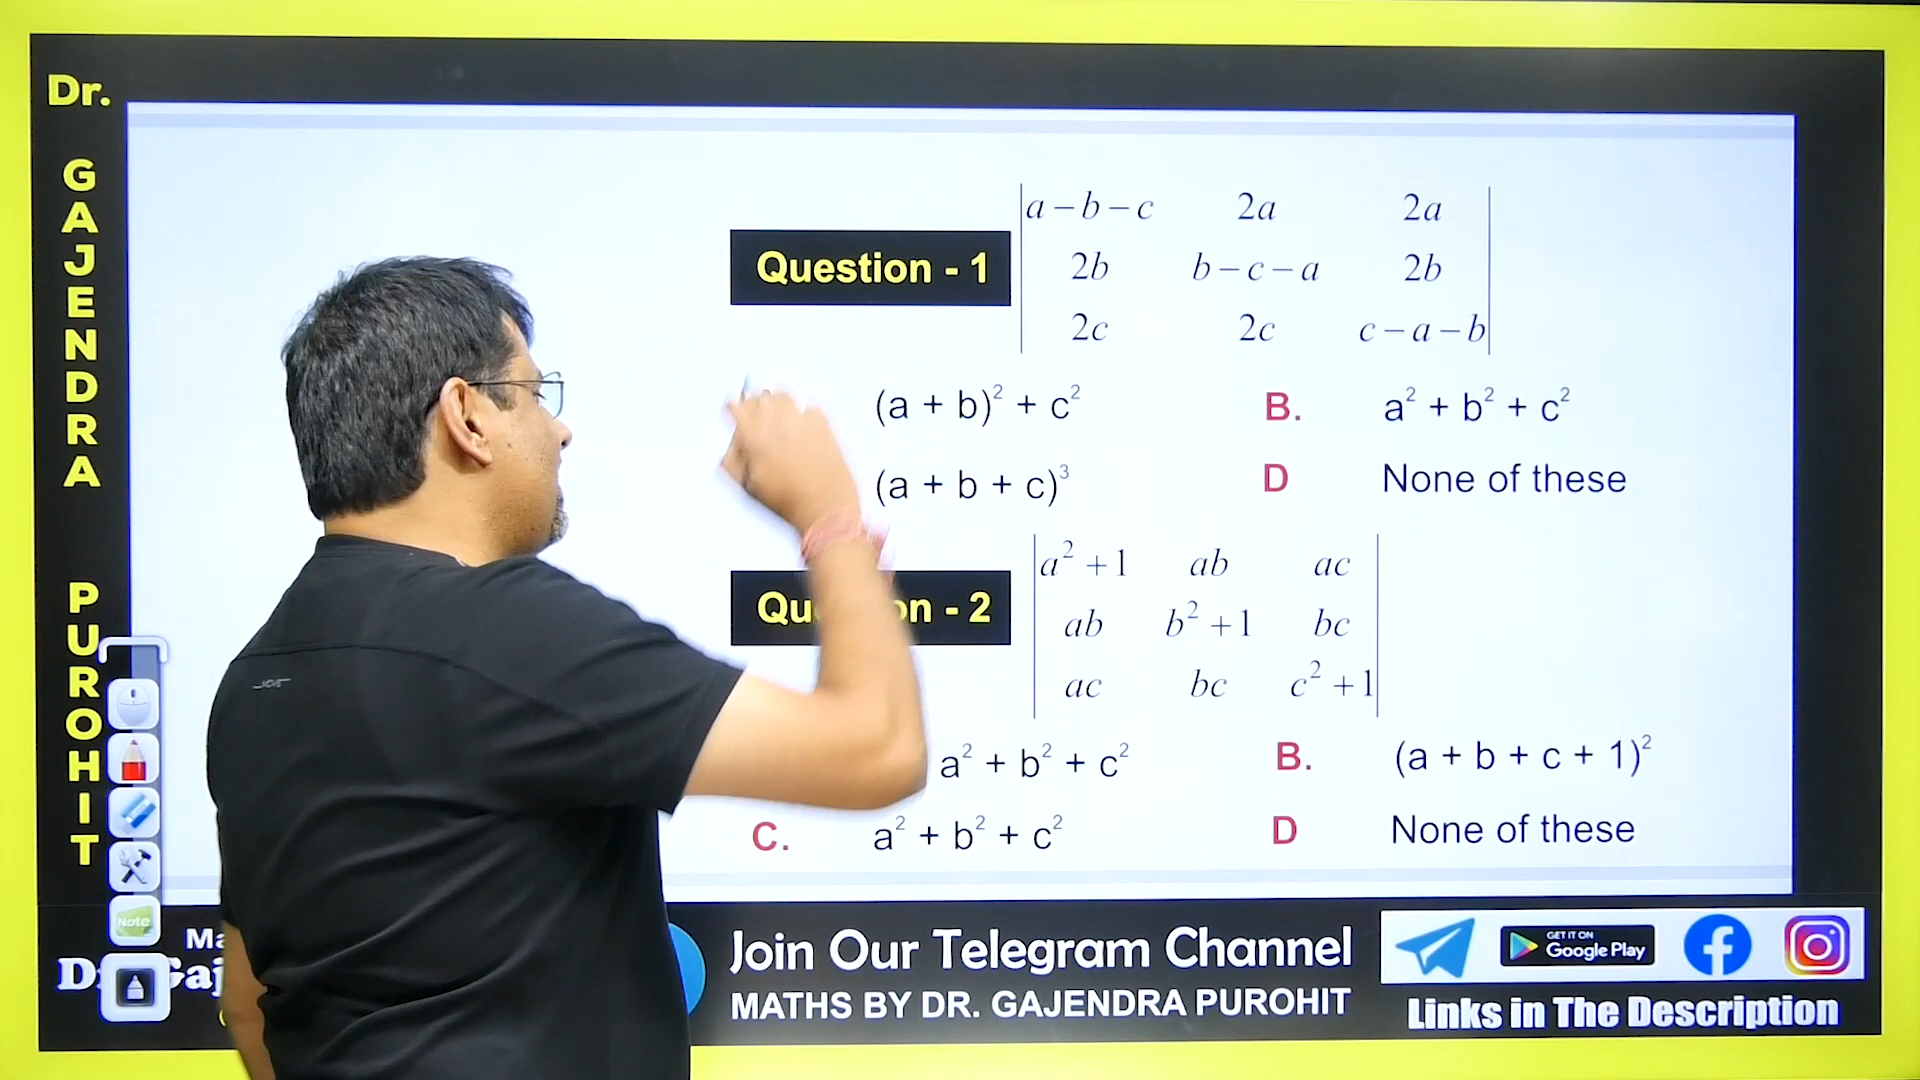 Dr.
GAJENDRA
PUROHIT
Question - 1
a − b − c 2a 2a
2b b − c − a 2b
2c 2c c − a − b
(a + b)² + c²
B. a² + b² + c²
(a + b + c)³
D None of these
- 2
a² + 1 ab ac
ab b² + 1 bc
ac bc c² + 1
a² + b² + c²
B. (a + b + c + 1)²
C. a² + b² + c²
D None of these
Note
Join Our Telegram Channel
MATHS BY DR. GAJENDRA PUROHIT
GET IT ON
Google Play
Links in The Description